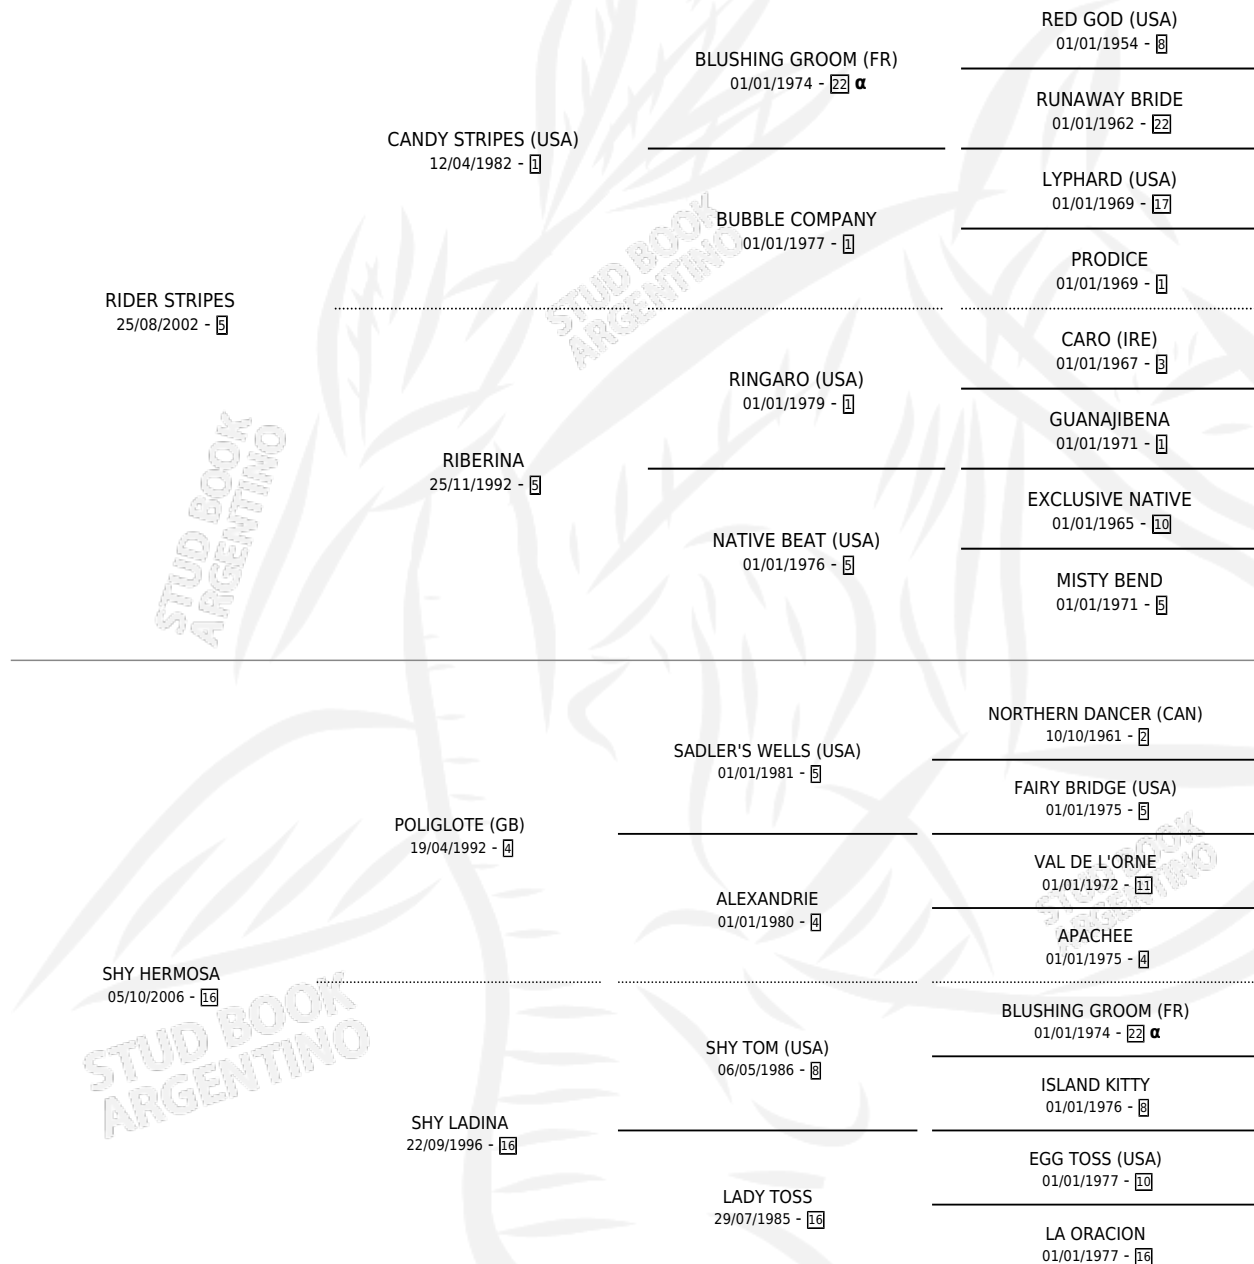 RED GOD (USA)
01/01/1954 - 8
BLUSHING GROOM (FR)
01/01/1974 - 22 α
RUNAWAY BRIDE
01/01/1962 - 22
CANDY STRIPES (USA)
12/04/1982 - 1
LYPHARD (USA)
01/01/1969 - 17
BUBBLE COMPANY
01/01/1977 - 1
PRODICE
01/01/1969 - 1
RIDER STRIPES
25/08/2002 - 5
CARO (IRE)
01/01/1967 - 3
RINGARO (USA)
01/01/1979 - 1
GUANAJIBENA
01/01/1971 - 1
RIBERINA
25/11/1992 - 5
EXCLUSIVE NATIVE
01/01/1965 - 10
NATIVE BEAT (USA)
01/01/1976 - 5
MISTY BEND
01/01/1971 - 5
STUD BOOK
ARGENTINO
STUD BOOK
ARGENTINO
NORTHERN DANCER (CAN)
10/10/1961 - 2
SADLER'S WELLS (USA)
01/01/1981 - 5
FAIRY BRIDGE (USA)
01/01/1975 - 5
POLIGLOTE (GB)
19/04/1992 - 4
VAL DE L'ORNE
01/01/1972 - 11
ALEXANDRIE
01/01/1980 - 4
APACHEE
01/01/1975 - 4
STUD BOOK
ARGENTINO
SHY HERMOSA
05/10/2006 - 16
BLUSHING GROOM (FR)
01/01/1974 - 22 α
SHY TOM (USA)
06/05/1986 - 8
ISLAND KITTY
01/01/1976 - 8
SHY LADINA
22/09/1996 - 16
EGG TOSS (USA)
01/01/1977 - 10
LADY TOSS
29/07/1985 - 16
LA ORACION
01/01/1977 - 16
STUD BOOK
ARGENTINO